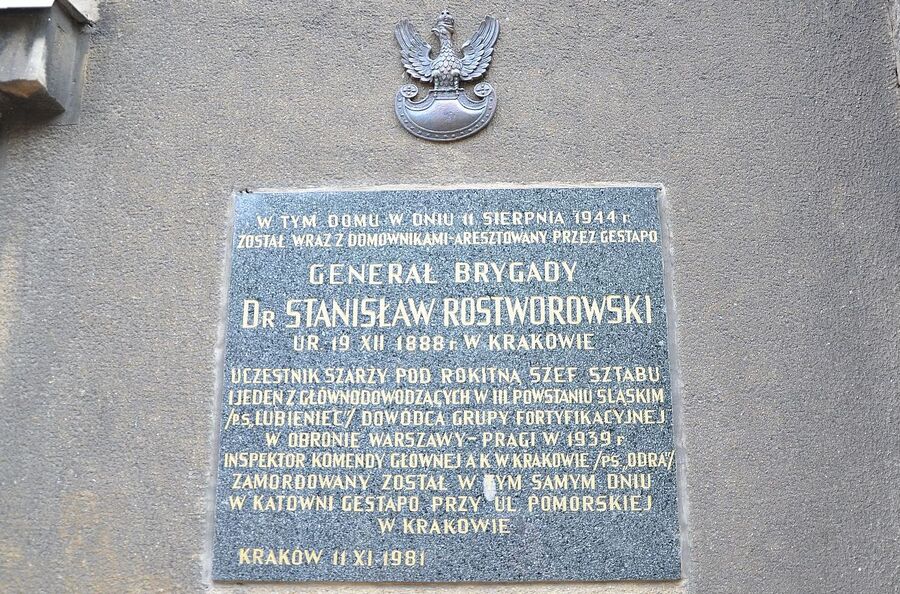 W TYM DOMU W DNIU 11 SIERPNIA 1944 r.
ZOSTAŁ WRAZ Z DOMOWNIKAMI-ARESZTOWANY PRZEZ GESTAPO
GENERAŁ BRYGADY
DR STANISŁAW ROSTWOROWSKI
UR. 19 XII 1888 r. W KRAKOWIE
UCZESTNIK SZARŻY POD ROKITNĄ SZEF SZTABU
I JEDEN Z GŁÓWNODOWODZĄCYCH W III POWSTANIU ŚLĄSKIM
/PS. „LUBIENIEC"/ DOWÓDCA GRUPY FORTYFIKACYJNEJ
W OBRONIE WARSZAWY-PRAGI W 1939 r.
INSPEKTOR KOMENDY GŁÓWNEJ A K W KRAKOWIE /PS. „ODRA"/
ZAMORDOWANY ZOSTAŁ W TYM SAMYM DNIU
W KATOWNI GESTAPO PRZY UL POMORSKIEJ
W KRAKOWIE
KRAKÓW 11 XI 1981